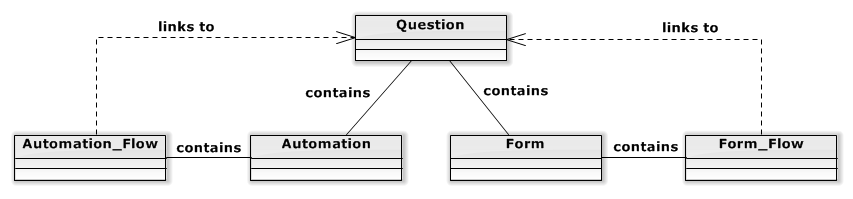 Question
links to
links to
contains
contains
Automation_Flow
contains
Automation
Form
contains
Form_Flow